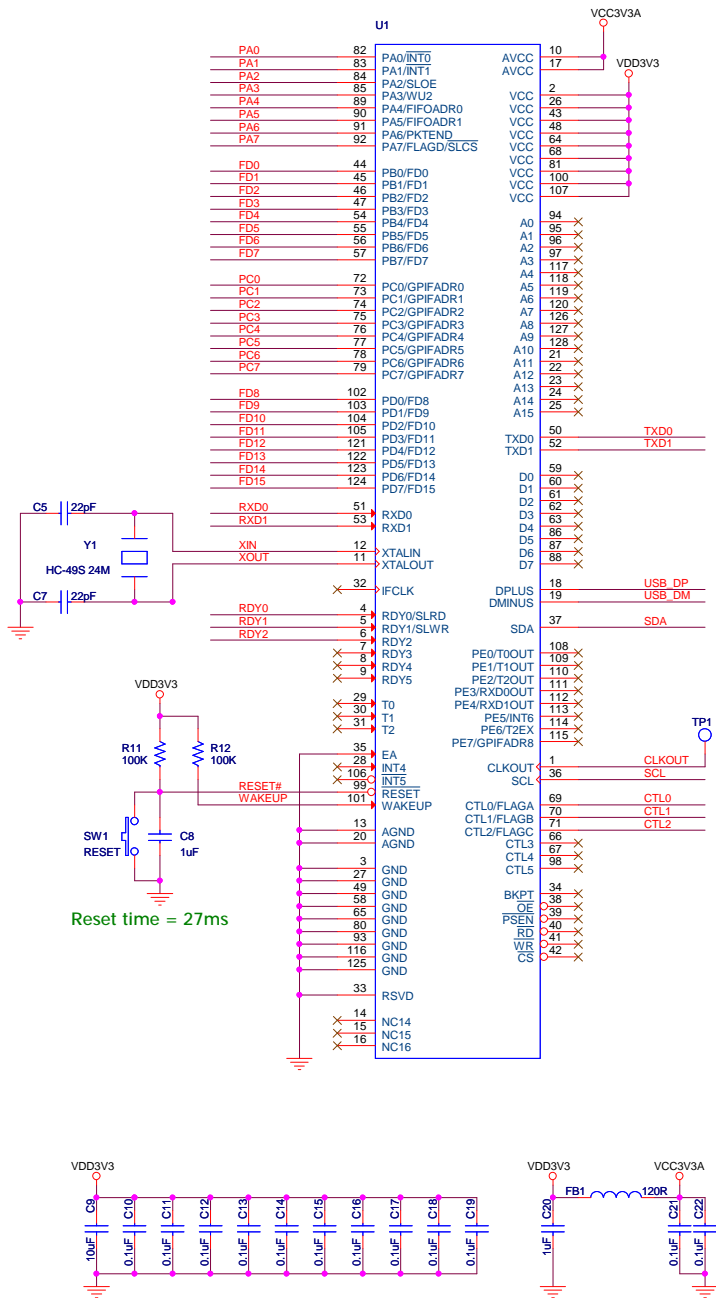 VCC3V3A
U1
VDD3V3
PA0 82 PA0/INT0
PA1 83 PA1/INT1
PA2 84 PA2/SLOE
PA3 85 PA3/WU2
PA4 89 PA4/FIFOADR0
PA5 90 PA5/FIFOADR1
PA6 91 PA6/PKTEND
PA7 92 PA7/FLAGD/SLCS
FD0 44 PB0/FD0
FD1 45 PB1/FD1
FD2 46 PB2/FD2
FD3 47 PB3/FD3
FD4 54 PB4/FD4
FD5 55 PB5/FD5
FD6 56 PB6/FD6
FD7 57 PB7/FD7
PC0 72 PC0/GPIFADR0
PC1 73 PC1/GPIFADR1
PC2 74 PC2/GPIFADR2
PC3 75 PC3/GPIFADR3
PC4 76 PC4/GPIFADR4
PC5 77 PC5/GPIFADR5
PC6 78 PC6/GPIFADR6
PC7 79 PC7/GPIFADR7
FD8 102 PD0/FD8
FD9 103 PD1/FD9
FD10 104 PD2/FD10
FD11 105 PD3/FD11
FD12 121 PD4/FD12
FD13 122 PD5/FD13
FD14 123 PD6/FD14
FD15 124 PD7/FD15
RXD0 51 RXD0
RXD1 53 RXD1
XIN 12 XTALIN
XOUT 11 XTALOUT
32 IFCLK
RDY0 4 RDY0/SLRD
RDY1 5 RDY1/SLWR
RDY2 6 RDY2
7 RDY3
8 RDY4
9 RDY5
29 T0
30 T1
31 T2
35 EA
28 INT4
106 INT5
RESET# 99 RESET
WAKEUP 101 WAKEUP
13 AGND
20 AGND
3 GND
27 GND
49 GND
58 GND
65 GND
80 GND
93 GND
116 GND
125 GND
33 RSVD
14 NC14
15 NC15
16 NC16
AVCC 10
AVCC 17
VCC 2
VCC 26
VCC 43
VCC 48
VCC 64
VCC 68
VCC 81
VCC 100
VCC 107
A0 94
A1 95
A2 96
A3 97
A4 117
A5 118
A6 119
A7 120
A8 126
A9 127
A10 128
A11 21
A12 22
A13 23
A14 24
A15 25
TXD0 50 TXD0
TXD1 52 TXD1
D0 59
D1 60
D2 61
D3 62
D4 63
D5 86
D6 87
D7 88
DPLUS 18 USB_DP
DMINUS 19 USB_DM
SDA 37 SDA
PE0/T0OUT 108
PE1/T1OUT 109
PE2/T2OUT 110
PE3/RXD0OUT 111
PE4/RXD1OUT 112
PE5/INT6 113
PE6/T2EX 114
PE7/GPIFADR8 115
TP1
CLKOUT 1 CLKOUT
SCL 36 SCL
CTL0/FLAGA 69 CTL0
CTL1/FLAGB 70 CTL1
CTL2/FLAGC 71 CTL2
CTL3 66
CTL4 67
CTL5 98
BKPT 34
OE 38
PSEN 39
RD 40
WR 41
CS 42
C5 22pF
Y1
HC-49S 24M
C7 22pF
VDD3V3
R11
100K
R12
100K
SW1
RESET
C8
1uF
Reset time = 27ms
VDD3V3
C9 10uF
C10 0.1uF
C11 0.1uF
C12 0.1uF
C13 0.1uF
C14 0.1uF
C15 0.1uF
C16 0.1uF
C17 0.1uF
C18 0.1uF
C19 0.1uF
VDD3V3
VCC3V3A
FB1 120R
C20 1uF
C21 0.1uF
C22 0.1uF